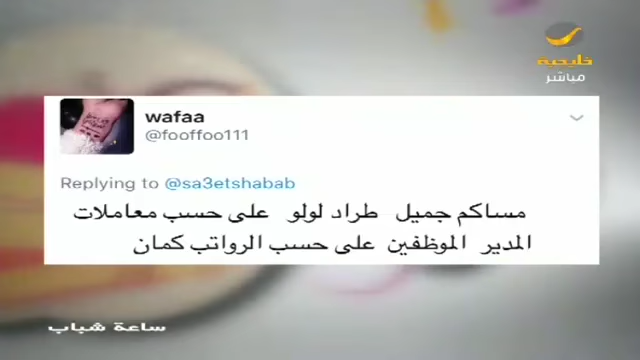 خليجية
مباشر
wafaa
@fooffoo111
Replying to @sa3etshabab
مساكم جميل طراد لولو على حسب معاملات
المدير الموظفين على حسب الرواتب كمان
ساعة شباب